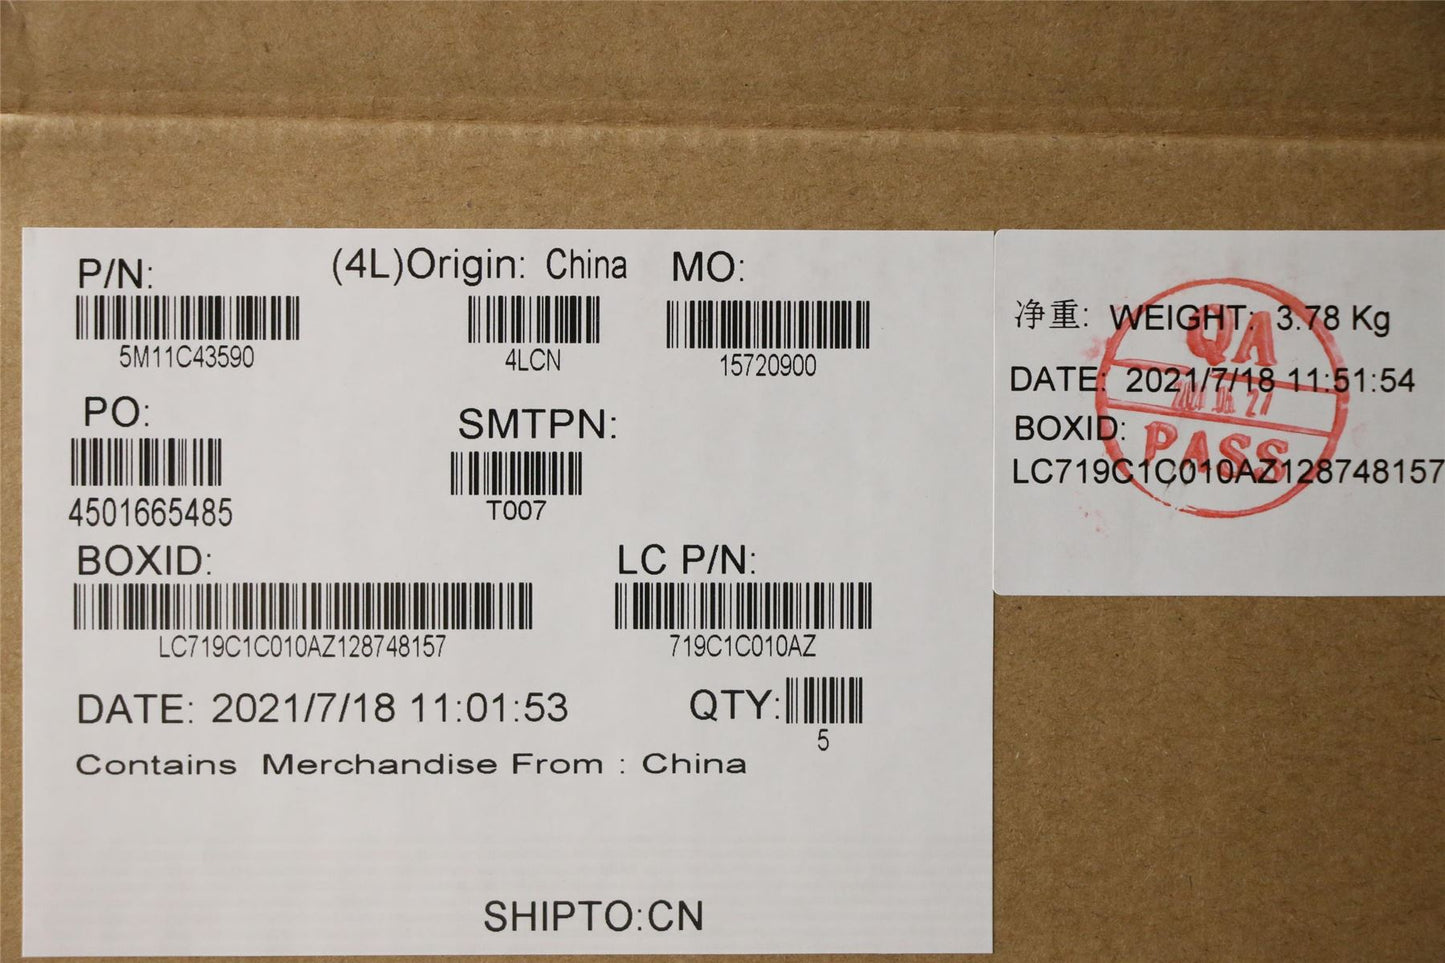 P/N:
5M11C43590
(4L)Origin: China
4LCN
MO:
15720900
PO:
4501665485
SMTPN:
T007
BOXID:
LC719C1C010AZ128748157
LC P/N:
719C1C010AZ
DATE: 2021/7/18 11:01:53
QTY:
5
Contains Merchandise From : China
SHIPTO:CN
净重: WEIGHT: 3.78 Kg
DATE: 2021/7/18 11:51:54
BOXID:
LC719C1C010AZ128748157
QA
PASS